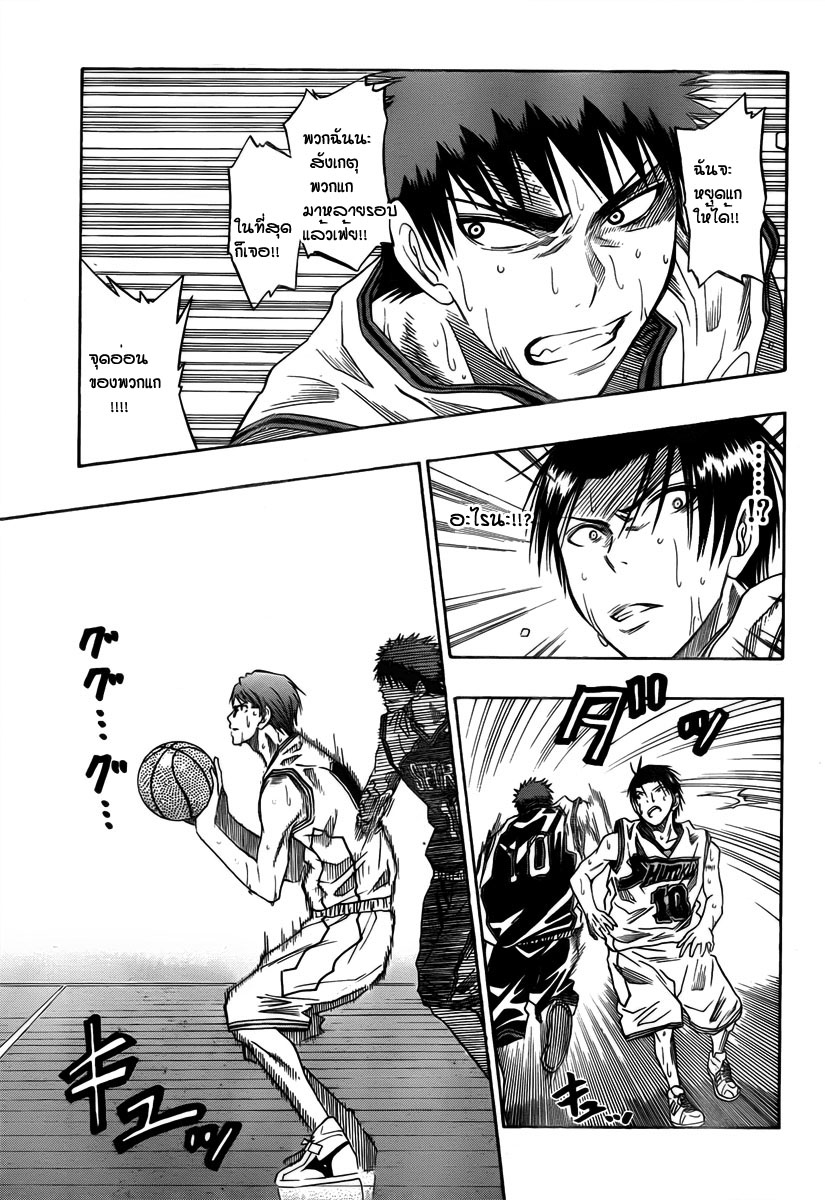 ฉันจะ
หยุดแก
ให้ได้!!
พวกฉันนะ
สังเกตุ
พวกแก
มาหลายรอบ
แล้วเฟ้ย!!
ในที่สุด
ก็เจอ!!
จุดอ่อน
ของพวกแก
!!!!
........!?
อะไรนะ!!?
ダロッ
10
SHUTOKU
10
キュ...
グ
グ...
グ...
キュッ